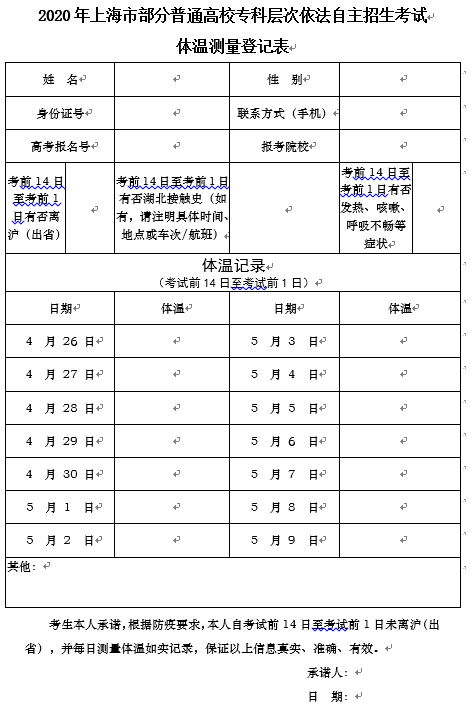 2020 年上海市部分普通高校专科层次依法自主招生考试
体温测量登记表
姓 名 性 别
身份证号 联系方式（手机）
高考报名号 报考院校
考前 14 日
至考前 1
日有否离
沪（出省）
考前 14 日至考前 1 日
有否湖北接触史（如
有，请注明具体时间、
地点或车次/航班）
考前 14 日至
考前 1 日有否
发热、咳嗽、
呼吸不畅等
症状
体温记录
（考试前 14 日至考试前 1 日）
日期 体温 日期 体温
4 月 26 日 5 月 3 日
4 月 27 日 5 月 4 日
4 月 28 日 5 月 5 日
4 月 29 日 5 月 6 日
4 月 30 日 5 月 7 日
5 月 1 日 5 月 8 日
5 月 2 日 5 月 9 日
其他：
考生本人承诺，根据防疫要求，本人自考试前 14 日至考试前 1 日未离沪（出
省），并每日测量体温如实记录，保证以上信息真实、准确、有效。
承诺人：
日 期：